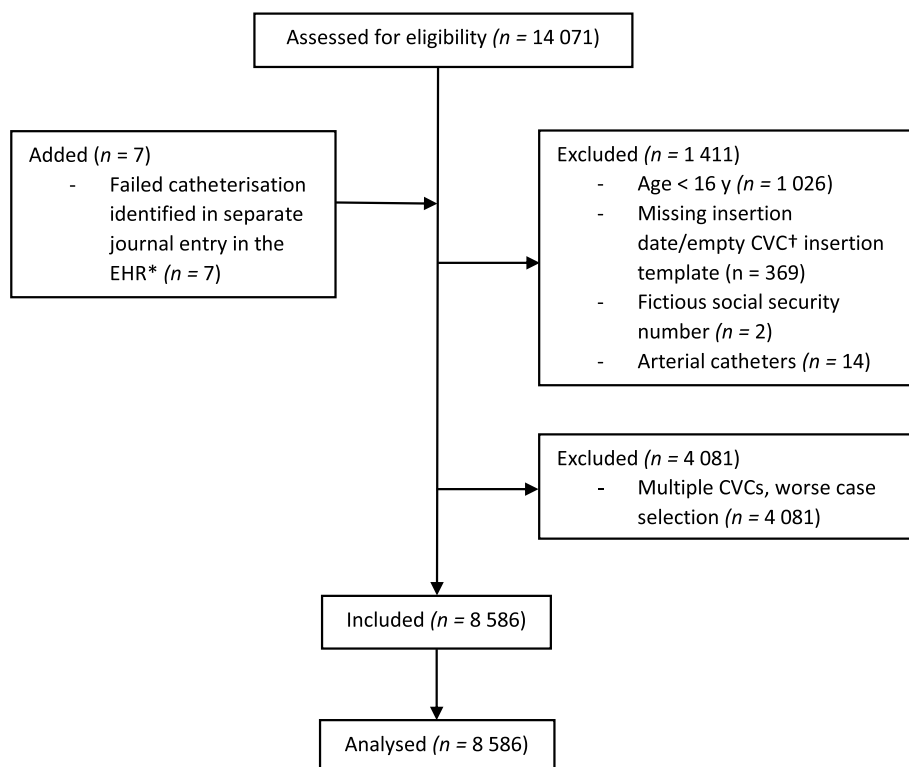 Assessed for eligibility (n = 14 071)
Added (n = 7)
- Failed catheterisation
identified in separate
journal entry in the
EHR* (n = 7)
Excluded (n = 1 411)
- Age < 16 y (n = 1 026)
- Missing insertion
date/empty CVC† insertion
template (n = 369)
- Fictious social security
number (n = 2)
- Arterial catheters (n = 14)
Excluded (n = 4 081)
- Multiple CVCs, worse case
selection (n = 4 081)
Included (n = 8 586)
Analysed (n = 8 586)